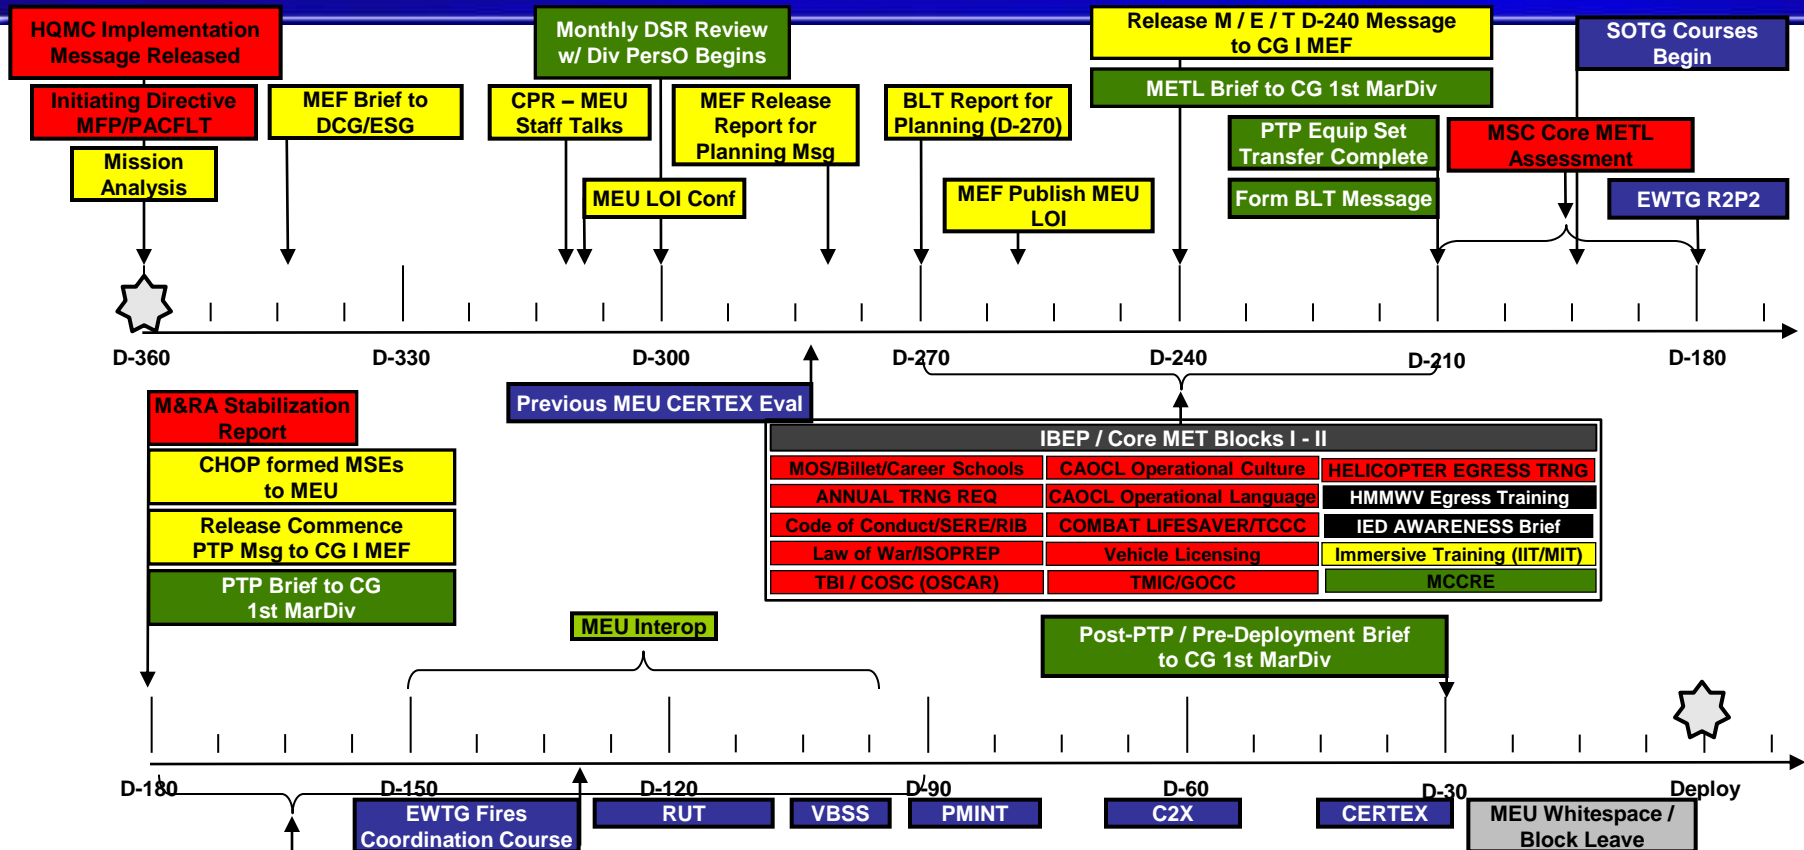 HQMC Implementation
Message Released
Monthly DSR Review
w/ Div PersO Begins
Release M / E / T D-240 Message
to CG I MEF
SOTG Courses
Begin
Initiating Directive
MFP/PACFLT
MEF Brief to
DCG/ESG
CPR – MEU
Staff Talks
MEF Release
Report for
Planning Msg
BLT Report for
Planning (D-270)
METL Brief to CG 1st MarDiv
PTP Equip Set
Transfer Complete
MSC Core METL
Assessment
Mission
Analysis
MEU LOI Conf
MEF Publish MEU
LOI
Form BLT Message
EWTG R2P2
D-360
D-330
D-300
D-270
D-240
D-210
D-180
M&RA Stabilization
Report
Previous MEU CERTEX Eval
CHOP formed MSEs
to MEU
Release Commence
PTP Msg to CG I MEF
PTP Brief to CG
1st MarDiv
IBEP / Core MET Blocks I - II
MOS/Billet/Career Schools
CAOCL Operational Culture
HELICOPTER EGRESS TRNG
ANNUAL TRNG REQ
CAOCL Operational Language
HMMWV Egress Training
Code of Conduct/SERE/RIB
COMBAT LIFESAVER/TCCC
IED AWARENESS Brief
Law of War/ISOPREP
Vehicle Licensing
Immersive Training (IIT/MIT)
TBI / COSC (OSCAR)
TMIC/GOCC
MCCRE
MEU Interop
Post-PTP / Pre-Deployment Brief
to CG 1st MarDiv
D-180
D-150
D-120
D-90
D-60
D-30
Deploy
EWTG Fires
Coordination Course
RUT
VBSS
PMINT
C2X
CERTEX
MEU Whitespace /
Block Leave